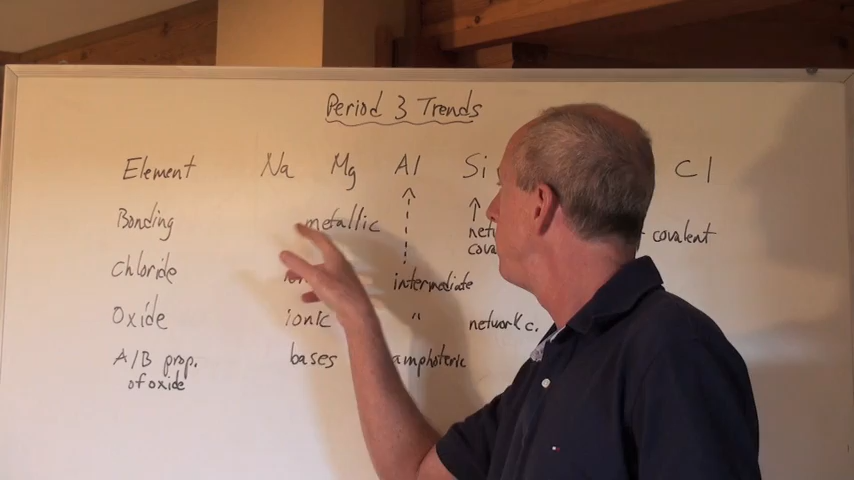 Period 3 Trends
Element Na Mg Al Si Cl
Bonding metallic covalent
Chloride intermediate
Oxide ionic " network c.
A/B prop. bases amphoteric
of oxide